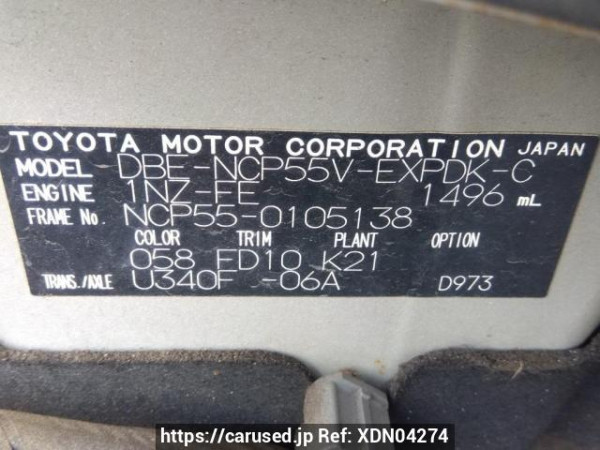 TOYOTA MOTOR CORPORATION JAPAN
MODEL DBE-NCP55V-EXPDK-C
ENGINE 1NZ-FE 1496 mL
FRAME No. NCP55-0105138
COLOR TRIM PLANT OPTION
058 FD10 K21
TRANS./AXLE U340F -06A D973
https://carused.jp Ref: XDN04274